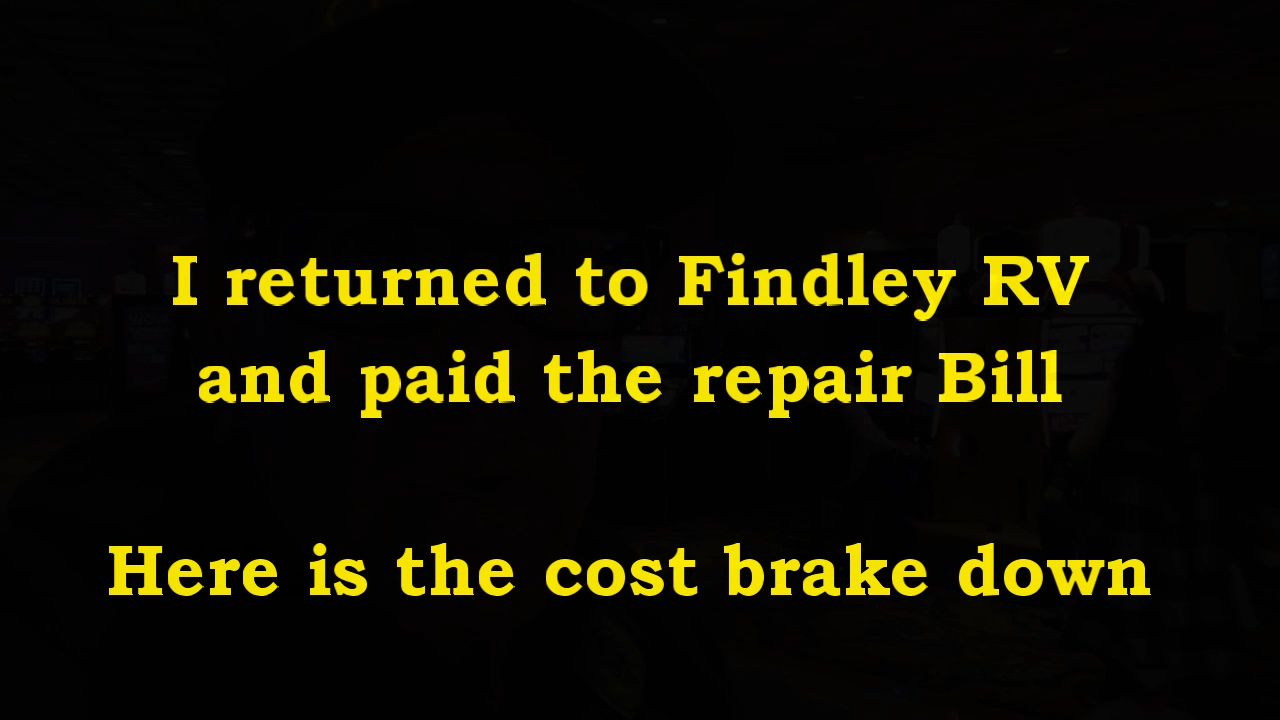 I returned to Findley RV
and paid the repair Bill
Here is the cost brake down